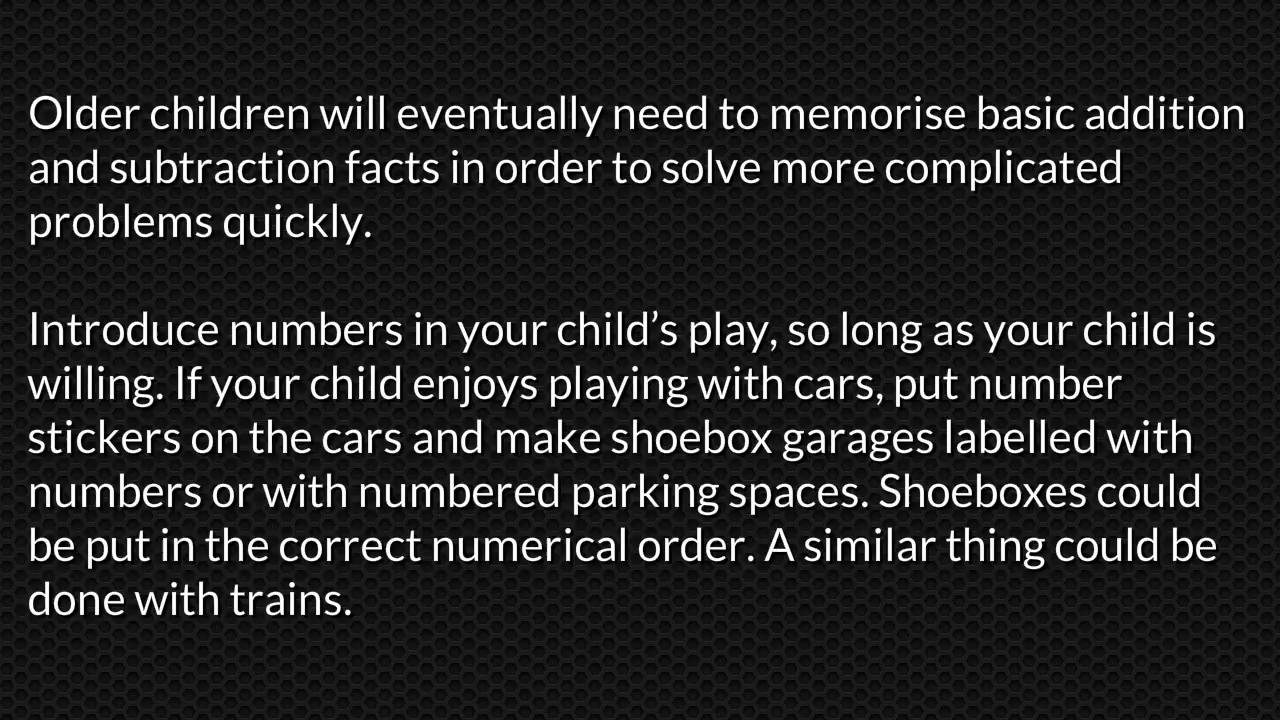 Older children will eventually need to memorise basic addition
and subtraction facts in order to solve more complicated
problems quickly.
Introduce numbers in your child’s play, so long as your child is
willing. If your child enjoys playing with cars, put number
stickers on the cars and make shoebox garages labelled with
numbers or with numbered parking spaces. Shoeboxes could
be put in the correct numerical order. A similar thing could be
done with trains.